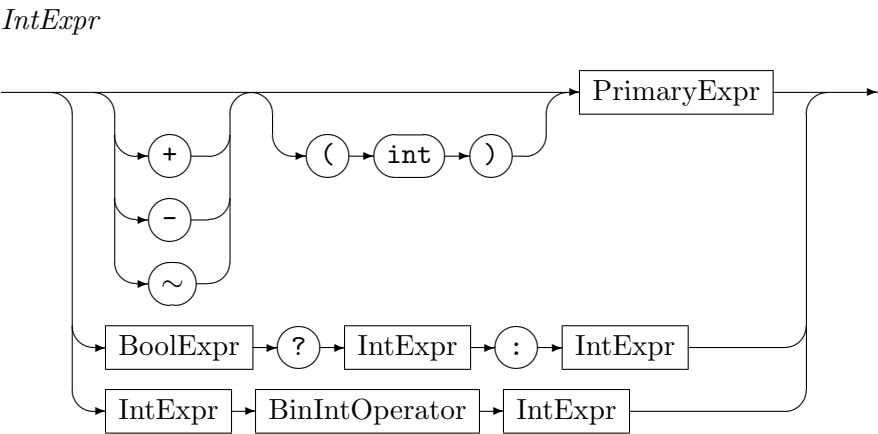 IntExpr
PrimaryExpr
+ ( int )
-
~
BoolExpr ? IntExpr : IntExpr
IntExpr BinIntOperator IntExpr